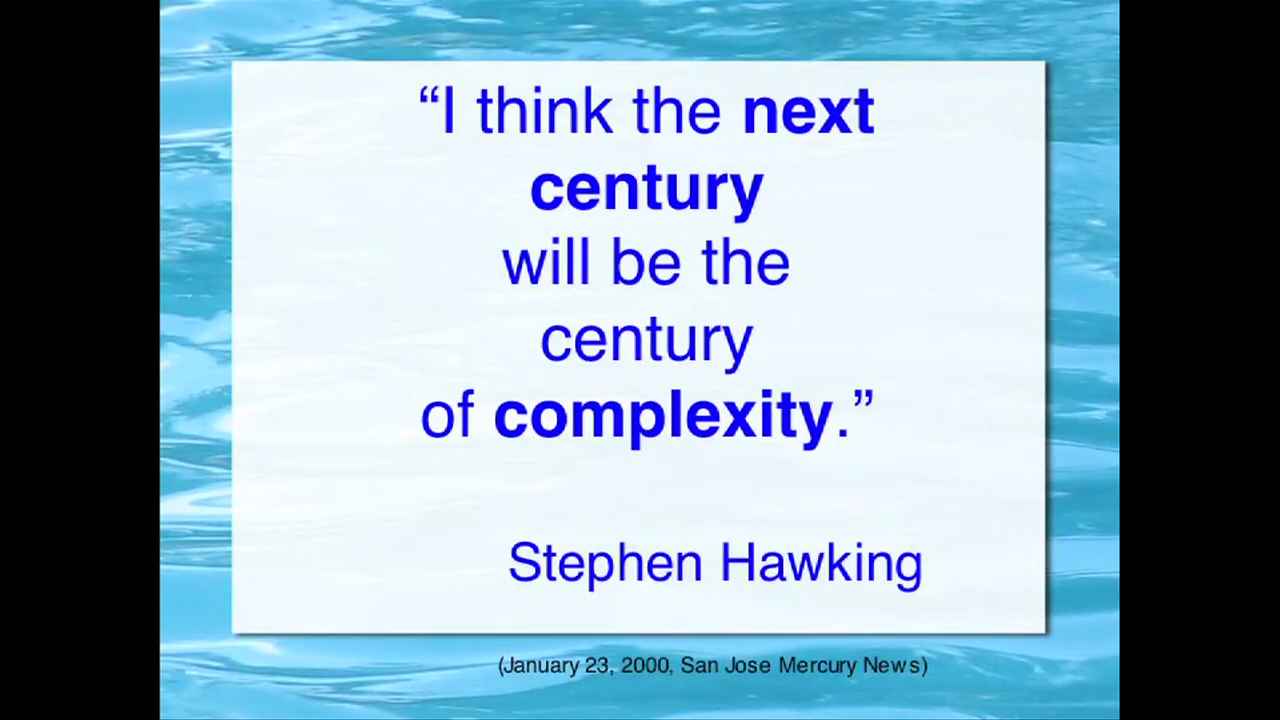 “I think the next
century
will be the
century
of complexity.”
Stephen Hawking
(January 23, 2000, San Jose Mercury News)